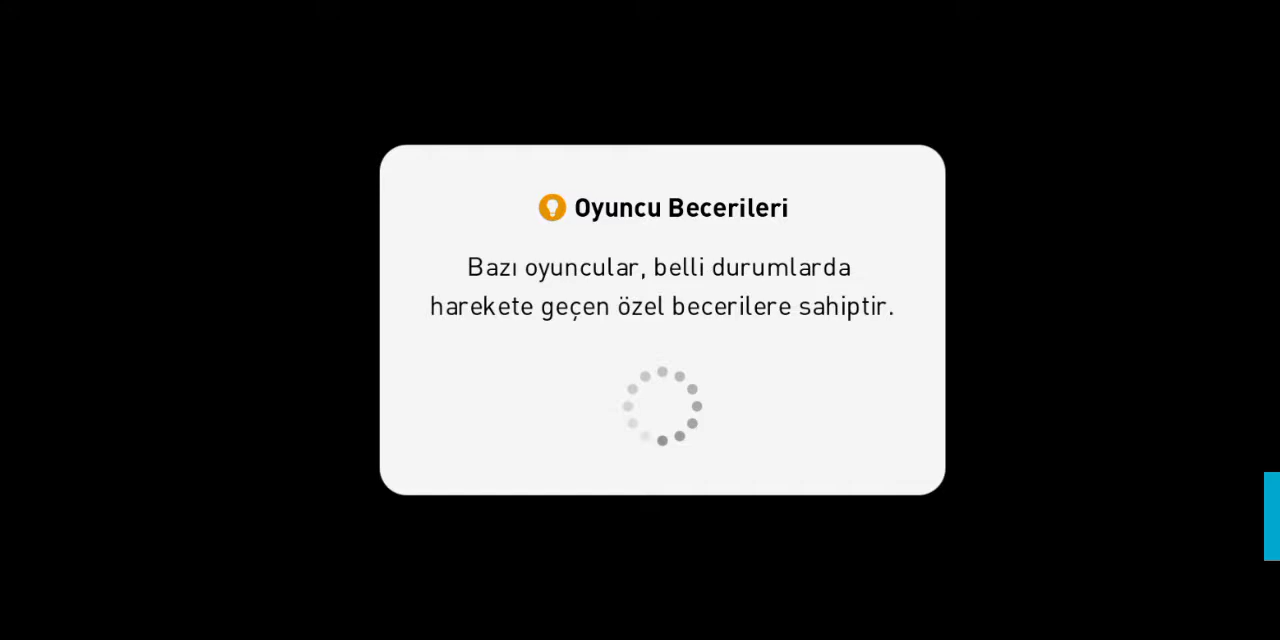 Oyuncu Becerileri
Bazı oyuncular, belli durumlarda
harekete geçen özel becerilere sahiptir.